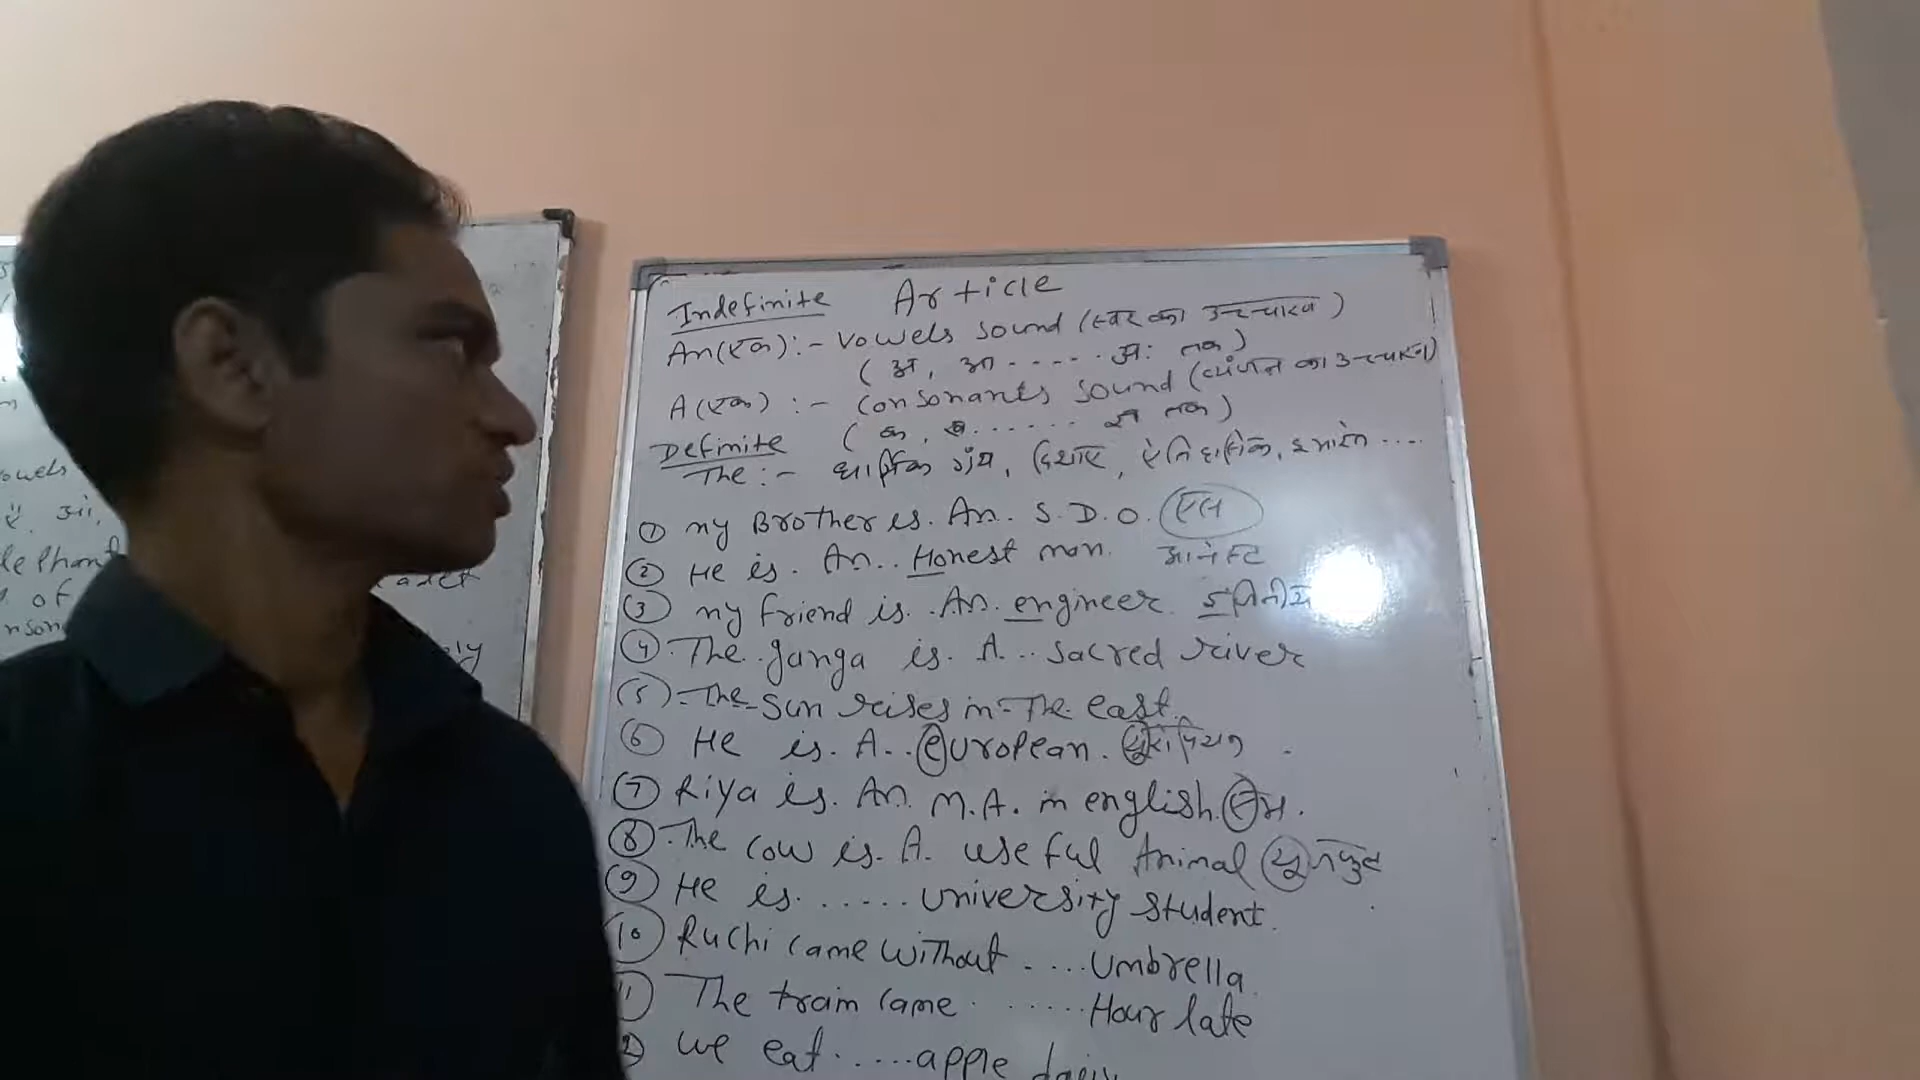 vowels
Indefinite Article
An(एक) :- vowels sound (स्वर का उच्चारण)
(अ, आ ----- अः तक)
A(एक) :- consonants sound (व्यंजन का उच्चारण)
(क, ख ...... ज्ञ तक)
Definite
The :- धार्मिक ग्रंथ, दिशाए, ऐतिहासिक, इमारत ....
① my Brother is. An.. S.D.O. एस
② He is. An.. Honest man. आनेस्ट
③ my friend is. .An. engineer.
④ .The. ganga is. A... sacred river
(5) -The- Sun rises in -The. east.
⑥ He is. A.. european. यूरोपियन
⑦ Riya is. An. M.A. in english. एम.
⑧ .The cow is. A. useful Animal यूजफुल
⑨ He is. ...... university student.
10 Ruchi came without - ....Umbrella.
11 The train came ......Hour late
we eat .....apple